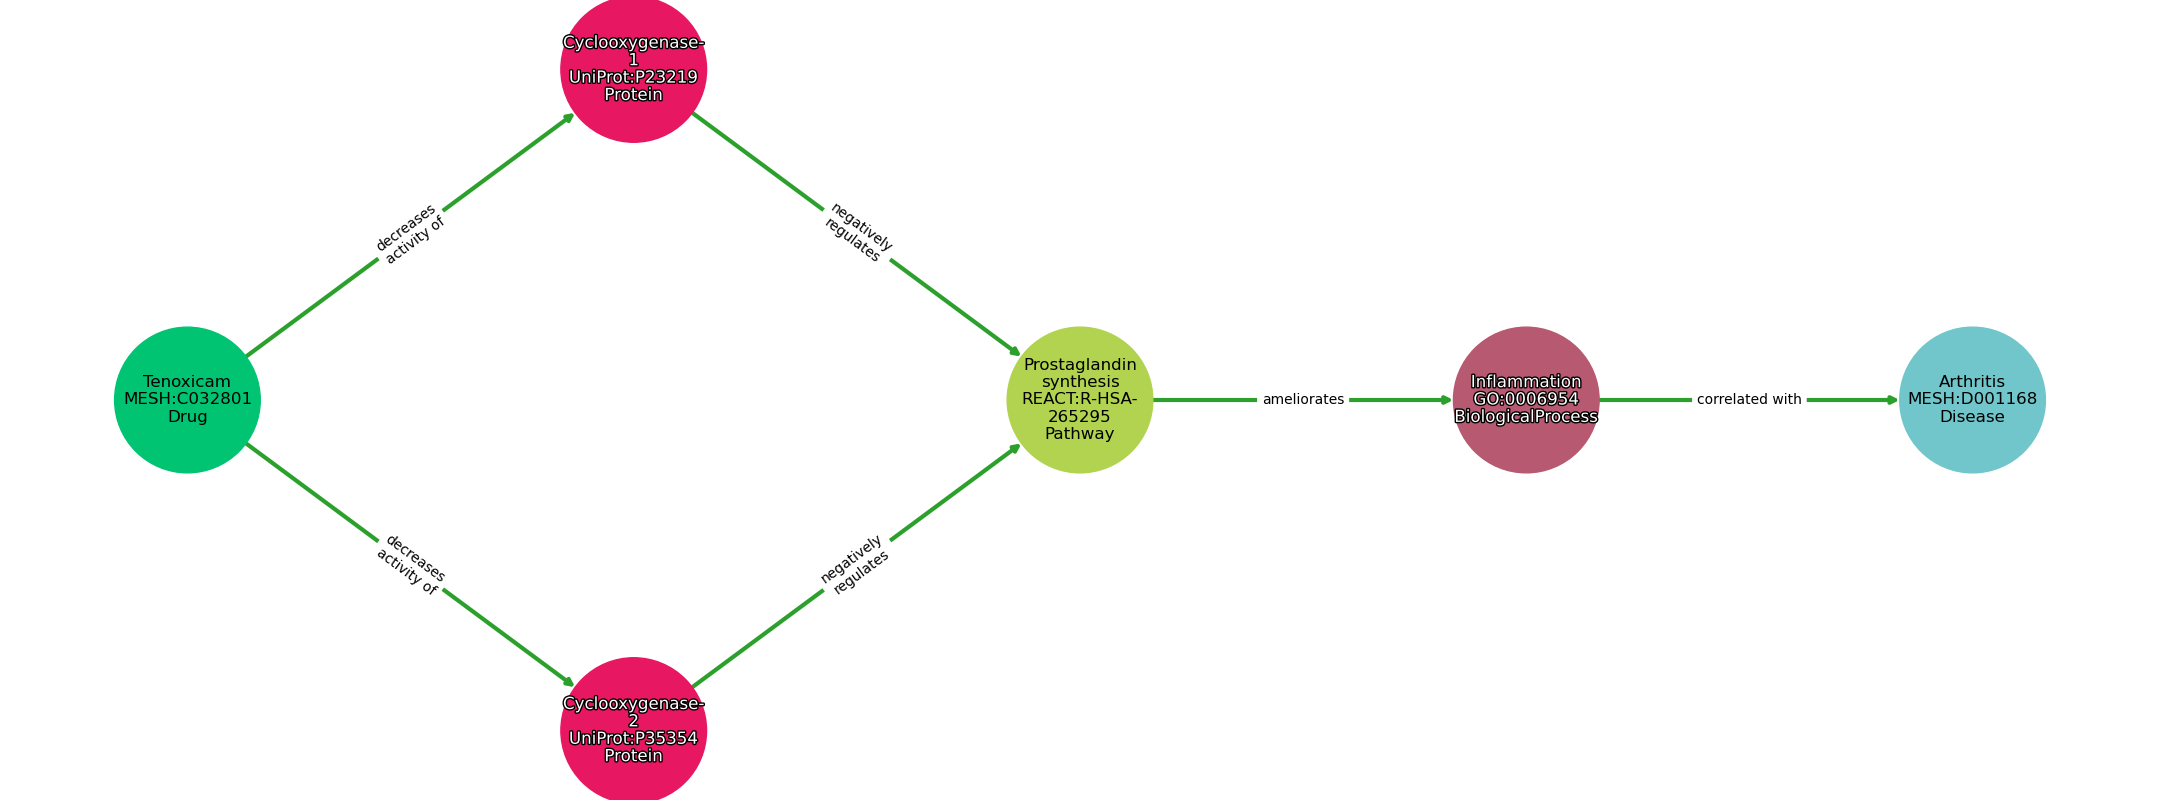 Cyclooxygenase-
1
UniProt:P23219
Protein
decreases
activity of
negatively
regulates
Tenoxicam
MESH:C032801
Drug
Prostaglandin
synthesis
REACT:R-HSA-
265295
Pathway
ameliorates
Inflammation
GO:0006954
BiologicalProcess
correlated with
Arthritis
MESH:D001168
Disease
decreases
activity of
negatively
regulates
Cyclooxygenase-
2
UniProt:P35354
Protein